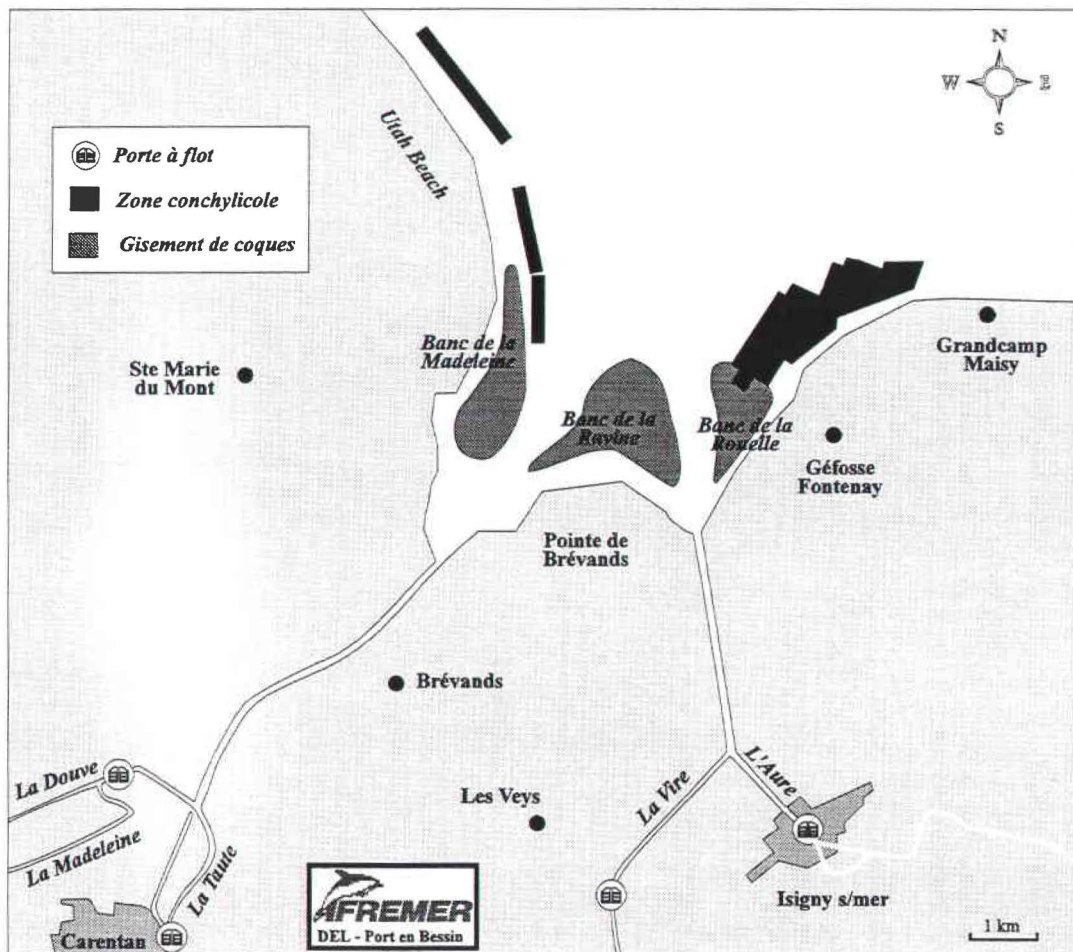 N
W E
S
Utah Beach
Porte à flot
Zone conchylicole
Gisement de coques
Banc de la
Madeleine
Ste Marie
du Mont
Grandcamp
Maisy
Banc de la
Ravine
Banc de la
Rouelle
Géfosse
Fontenay
Pointe de
Brévands
Brévands
La Douve
La Madeleine
La Taute
Carentan
Les Veys
La Vire
L'Aure
Isigny s/mer
IFREMER
DEL - Port en Bessin
1 km